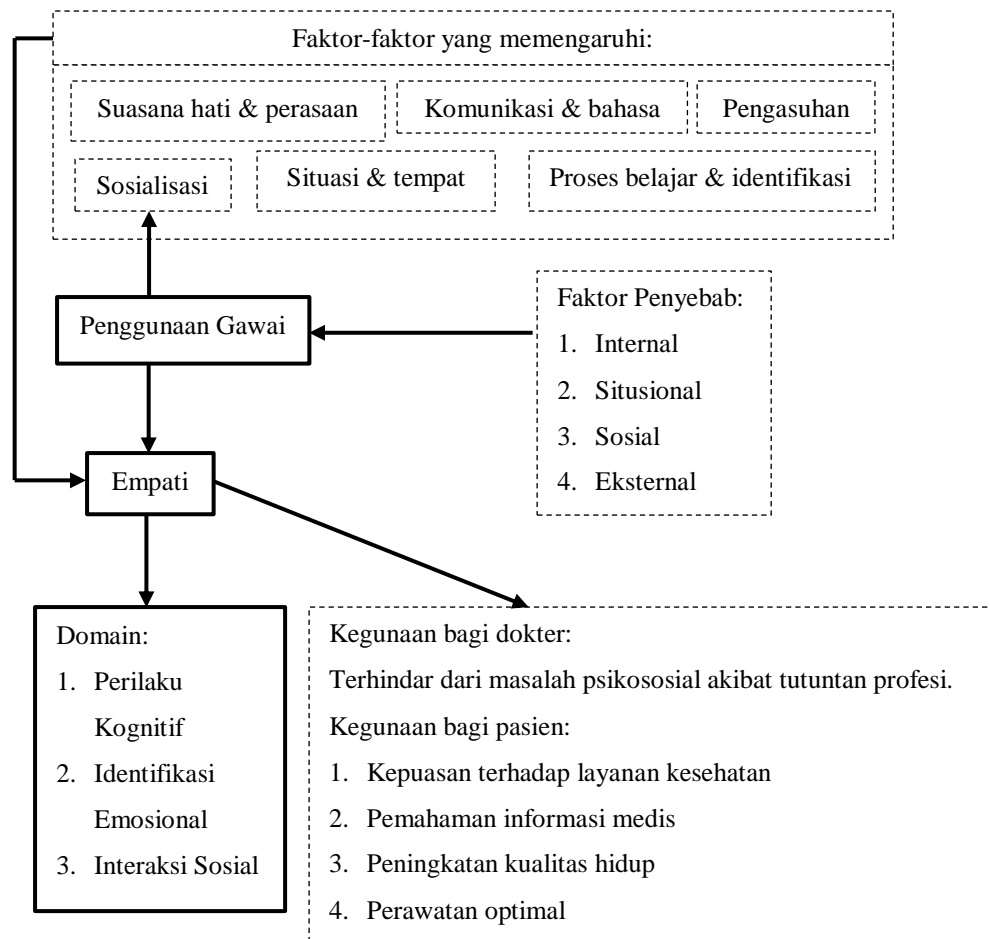 Faktor-faktor yang memengaruhi:
Suasana hati & perasaan
Komunikasi & bahasa
Pengasuhan
Sosialisasi
Situasi & tempat
Proses belajar & identifikasi
Penggunaan Gawai
Faktor Penyebab:
1. Internal
2. Situsional
3. Sosial
4. Eksternal
Empati
Domain:
1. Perilaku
Kognitif
2. Identifikasi
Emosional
3. Interaksi Sosial
Kegunaan bagi dokter:
Terhindar dari masalah psikososial akibat tutuntan profesi.
Kegunaan bagi pasien:
1. Kepuasan terhadap layanan kesehatan
2. Pemahaman informasi medis
3. Peningkatan kualitas hidup
4. Perawatan optimal